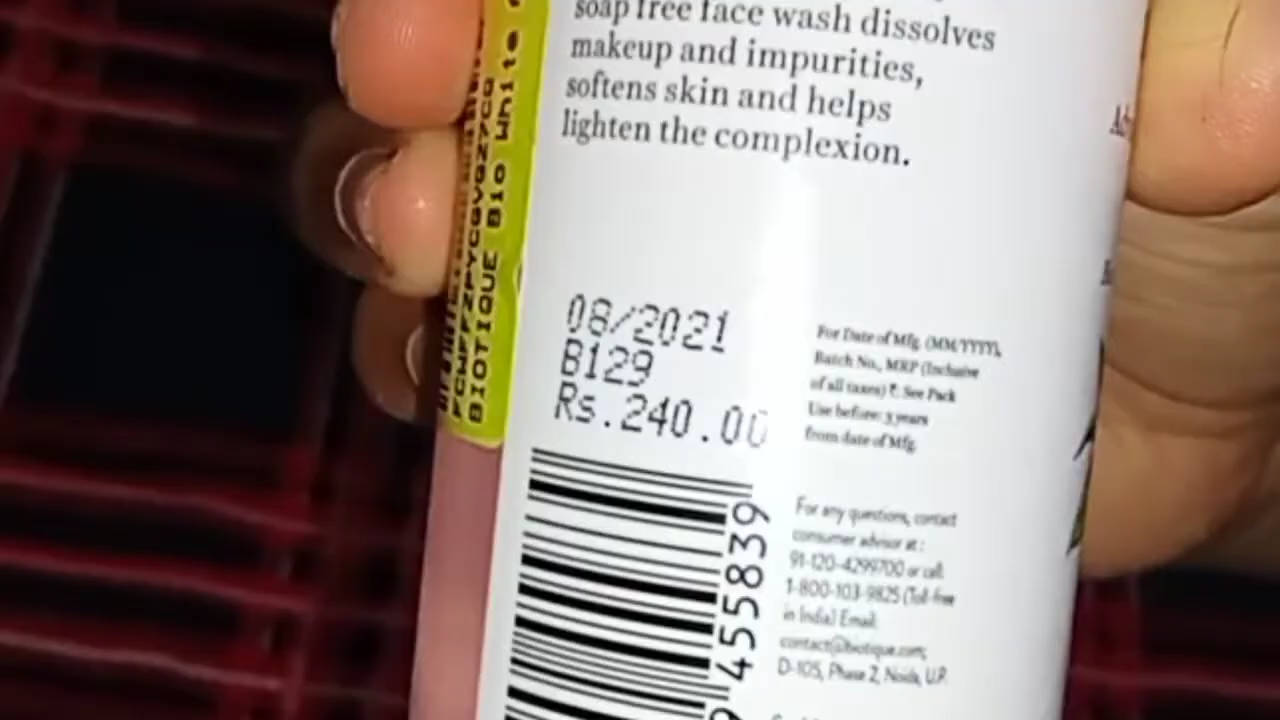 soap free face wash dissolves
makeup and impurities,
softens skin and helps
lighten the complexion.
08/2021
B129
Rs.240.00
For Date of Mfg. (MM/YYYY),
Batch No., MRP (Inclusive
of all taxes) ₹: See Pack
Use before: 3 years
from date of Mfg.
For any questions, contact
consumer advisor at :
91-120-4299700 or call:
1-800-103-9825 (Toll-free
in India) Email:
contact@biotique.com;
D-105, Phase 2, Noida, U.P.
455839
BIOTIQUE Bio White